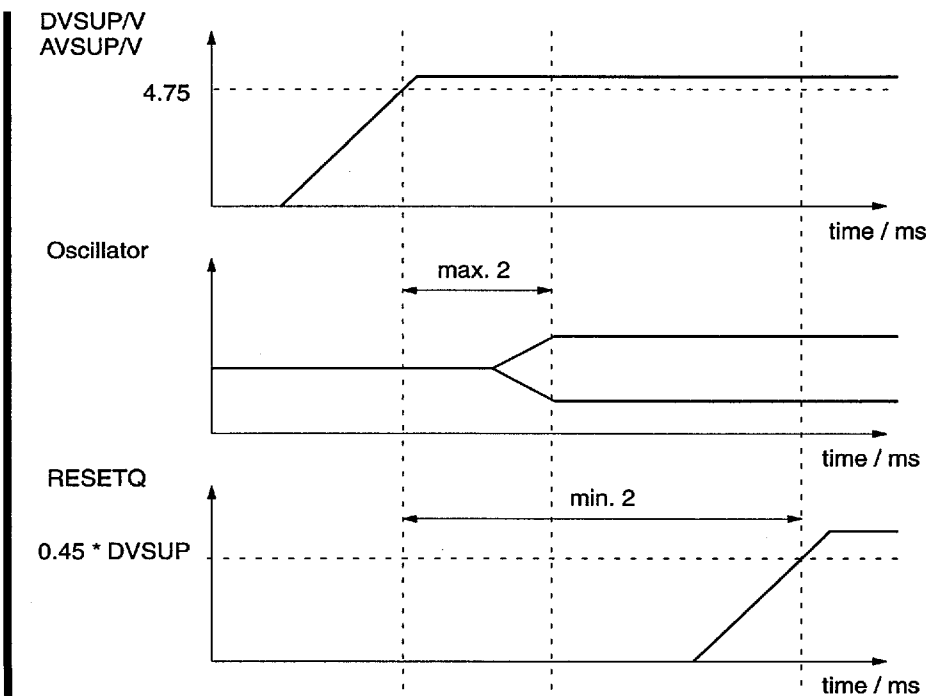 DVSUP/V
AVSUP/V
4.75
time / ms
Oscillator
max. 2
time / ms
RESETQ
min. 2
0.45 * DVSUP
time / ms